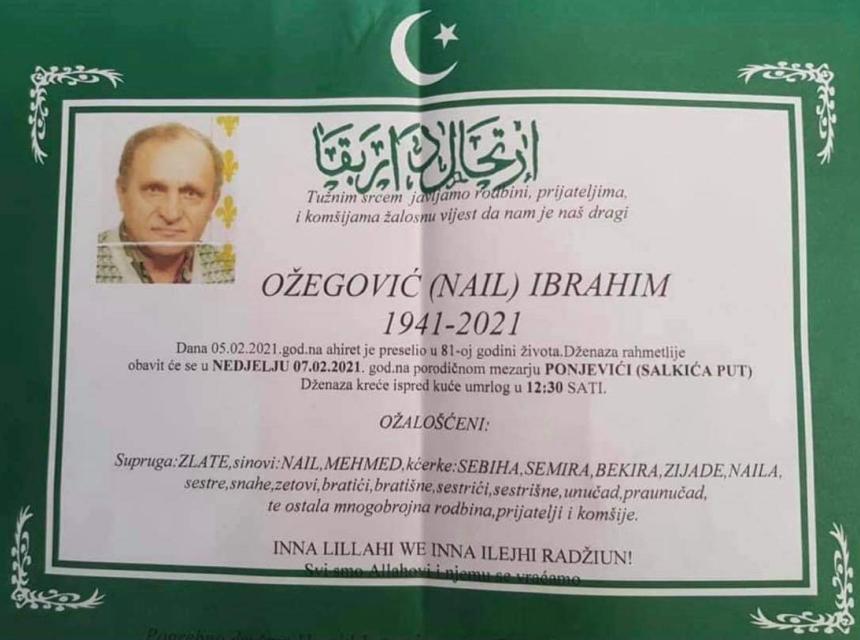 إرتحال دار بقا
Tužnim srcem javljamo rodbini, prijateljima,
i komšijama žalosnu vijest da nam je naš dragi
OŽEGOVIĆ (NAIL) IBRAHIM
1941-2021
Dana 05.02.2021.god.na ahiret je preselio u 81-oj godini života.Dženaza rahmetlije
obavit će se u NEDJELJU 07.02.2021. god.na porodičnom mezarju PONJEVIĆI (SALKIĆA PUT)
Dženaza kreće ispred kuće umrlog u 12:30 SATI.
OŽALOŠĆENI:
Supruga:ZLATE,sinovi:NAIL,MEHMED,kćerke:SEBIHA,SEMIRA,BEKIRA,ZIJADE,NAILA,
sestre,snahe,zetovi,bratići,bratišne,sestrići,sestrišne,unučad,praunučad,
te ostala mnogobrojna rodbina,prijatelji i komšije.
INNA LILLAHI WE INNA ILEJHI RADŽIUN!
Svi smo Allahovi i njemu se vraćamo